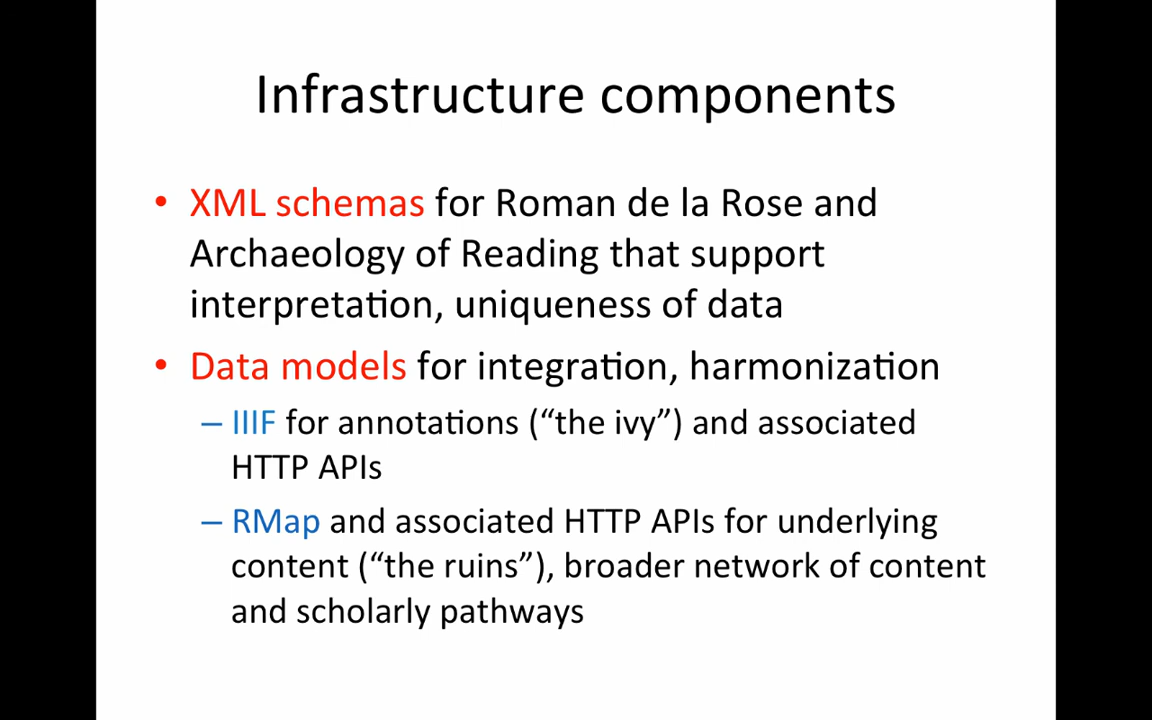 Infrastructure components
• XML schemas for Roman de la Rose and
Archaeology of Reading that support
interpretation, uniqueness of data
• Data models for integration, harmonization
– IIIF for annotations (“the ivy”) and associated
HTTP APIs
– RMap and associated HTTP APIs for underlying
content (“the ruins”), broader network of content
and scholarly pathways